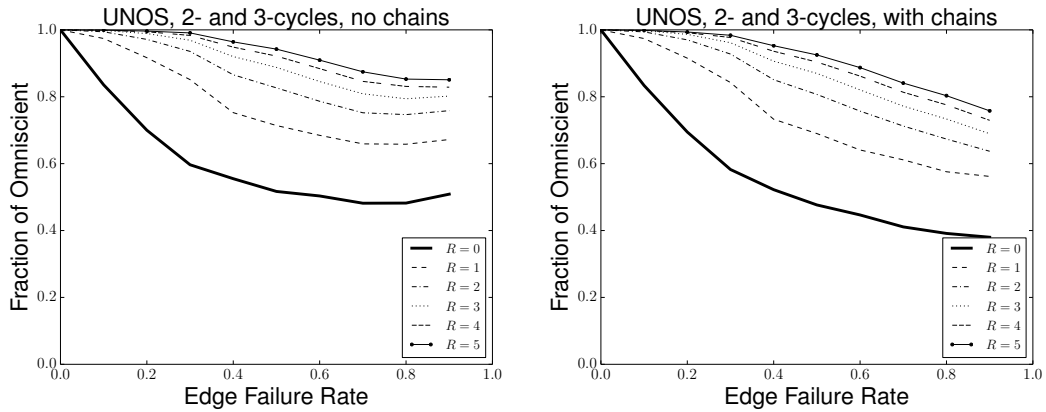 UNOS, 2- and 3-cycles, no chains
1.0
0.8
0.6
0.4
0.2
0.0
Fraction of Omniscient
R = 0
R = 1
R = 2
R = 3
R = 4
R = 5
0.0 0.2 0.4 0.6 0.8 1.0
Edge Failure Rate
UNOS, 2- and 3-cycles, with chains
1.0
0.8
0.6
0.4
0.2
0.0
Fraction of Omniscient
R = 0
R = 1
R = 2
R = 3
R = 4
R = 5
0.0 0.2 0.4 0.6 0.8 1.0
Edge Failure Rate